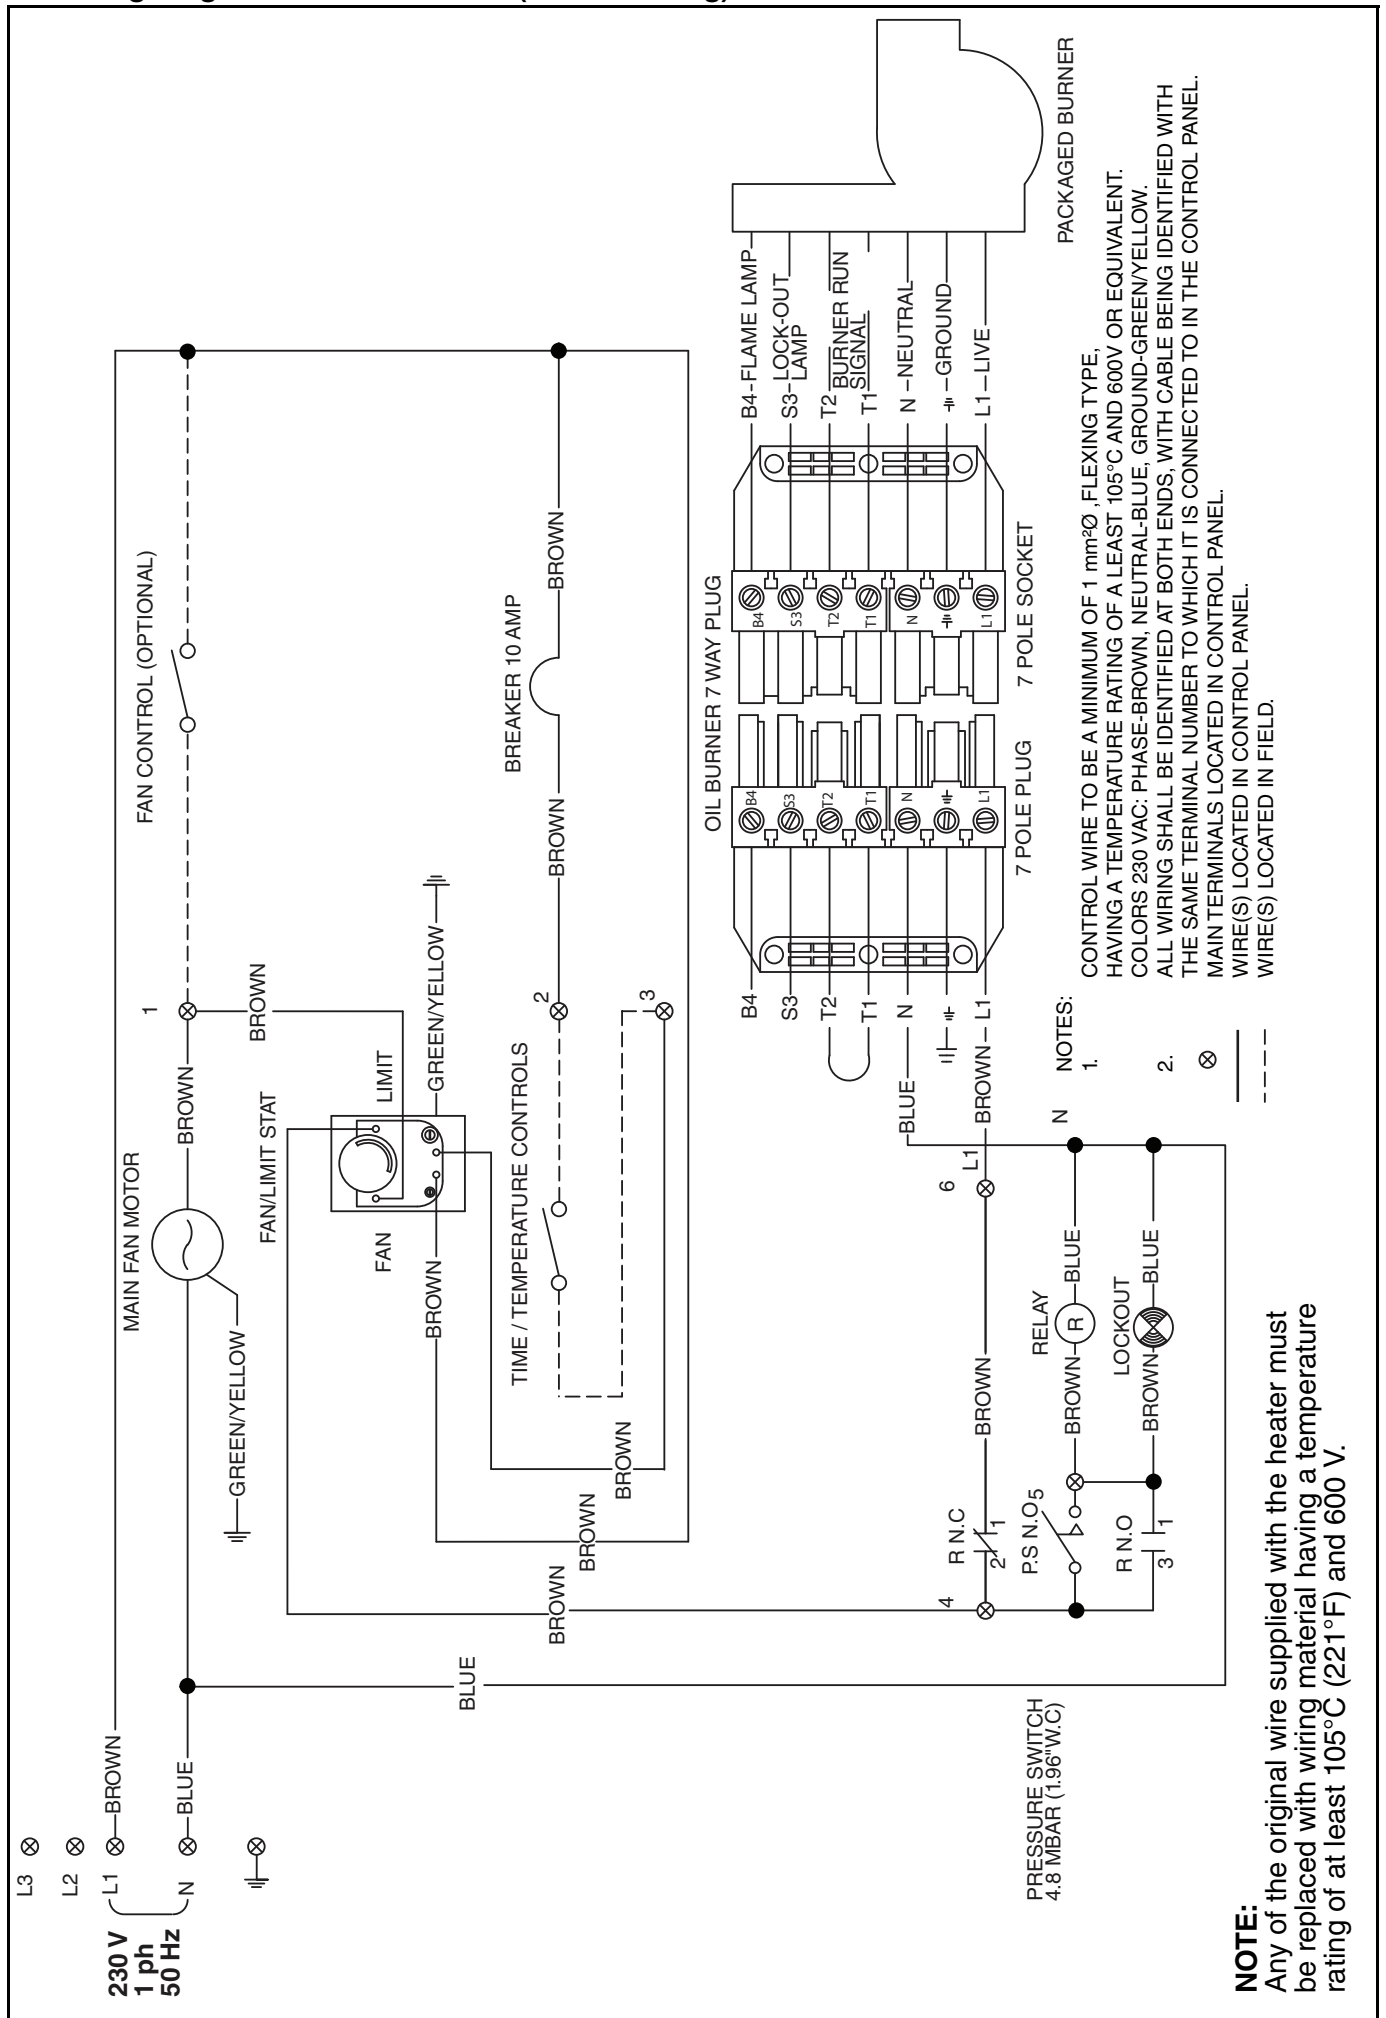 230 V
1 ph
50 Hz
L3
L2
L1
N
BROWN
BLUE
MAIN FAN MOTOR
GREEN/YELLOW
BROWN
1
FAN CONTROL (OPTIONAL)
BROWN
FAN/LIMIT STAT
FAN
LIMIT
BROWN
GREEN/YELLOW
BREAKER 10 AMP
BROWN
BROWN
TIME / TEMPERATURE CONTROLS
2
3
BROWN
BROWN
BROWN
BLUE
OIL BURNER 7 WAY PLUG
B4
S3
T2
T1
N
BLUE
BROWN
L1
B4
S3
T2
T1
N
L1
7 POLE PLUG
B4
S3
T2
T1
N
L1
7 POLE SOCKET
B4 FLAME LAMP
S3 LOCK-OUT
LAMP
T2 BURNER RUN
T1 SIGNAL
N NEUTRAL
GROUND
L1 LIVE
PACKAGED BURNER
4
R N.C
2 1
BROWN
6
L1
N
PRESSURE SWITCH
4.8 MBAR (1.96"W.C)
P.S N.O
5
BROWN
RELAY
R
BLUE
R N.O
3 1
BROWN
LOCKOUT
BLUE
NOTES:
1. CONTROL WIRE TO BE A MINIMUM OF 1 mm²Ø ,FLEXING TYPE,
HAVING A TEMPERATURE RATING OF A LEAST 105°C AND 600V OR EQUIVALENT.
COLORS 230 VAC: PHASE-BROWN, NEUTRAL-BLUE, GROUND-GREEN/YELLOW.
2. ALL WIRING SHALL BE IDENTIFIED AT BOTH ENDS, WITH CABLE BEING IDENTIFIED WITH
THE SAME TERMINAL NUMBER TO WHICH IT IS CONNECTED TO IN THE CONTROL PANEL.
MAIN TERMINALS LOCATED IN CONTROL PANEL.
WIRE(S) LOCATED IN CONTROL PANEL.
WIRE(S) LOCATED IN FIELD.
NOTE:
Any of the original wire supplied with the heater must
be replaced with wiring material having a temperature
rating of at least 105°C (221°F) and 600 V.